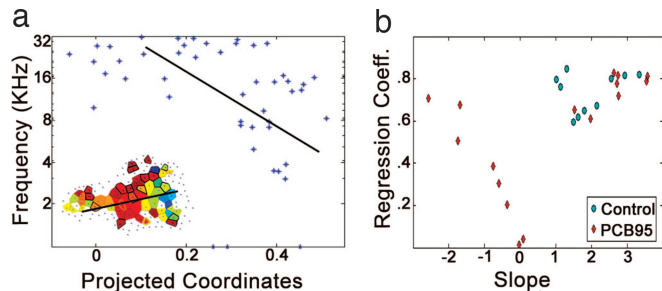 a
b
Frequency (KHz)
32
16
8
4
2
0
0.2
0.4
Projected Coordinates
Regression Coeff.
.8
.6
.4
.2
-2
-1
0
1
2
3
Slope
Control
PCB95